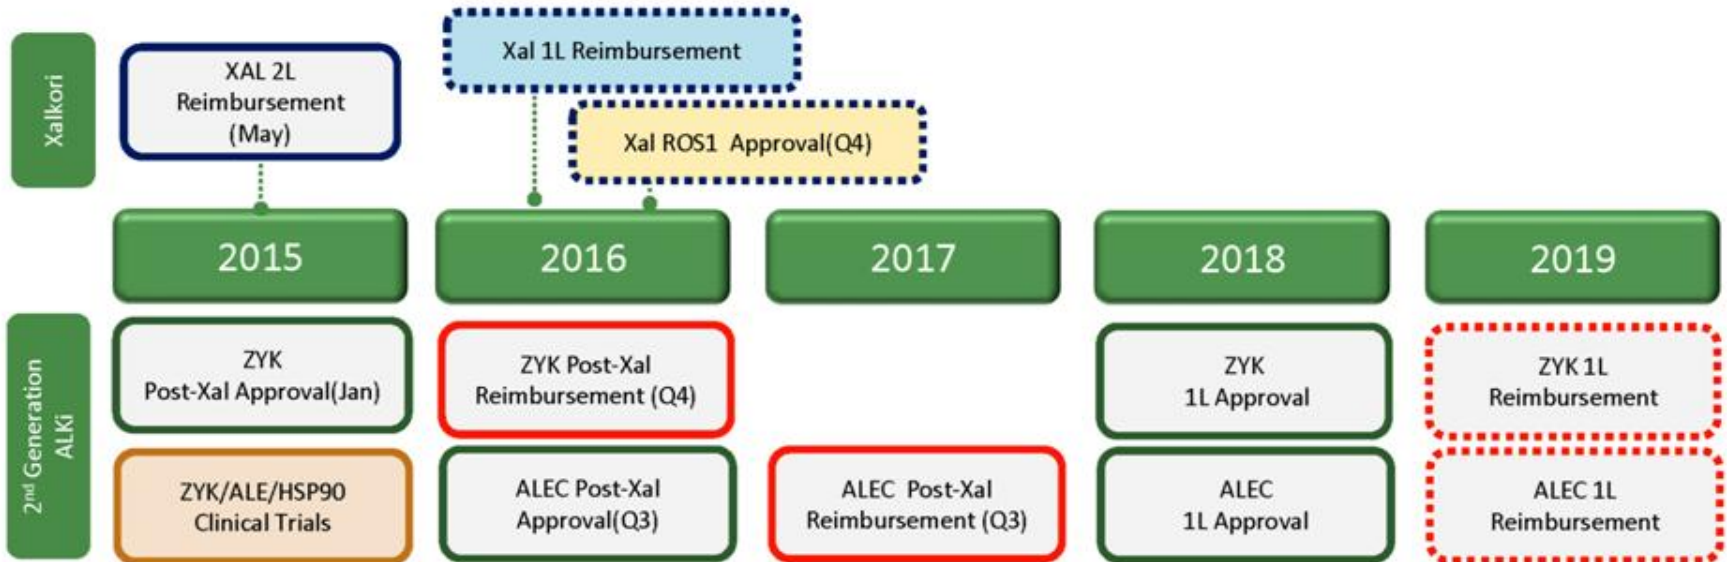 Xalkori
XAL 2L
Reimbursement
(May)
Xal 1L Reimbursement
Xal ROS1 Approval(Q4)
2015
2016
2017
2018
2019
2nd Generation
ALKi
ZYK
Post-Xal Approval(Jan)
ZYK Post-Xal
Reimbursement (Q4)
ZYK
1L Approval
ZYK 1L
Reimbursement
ZYK/ALE/HSP90
Clinical Trials
ALEC Post-Xal
Approval(Q3)
ALEC Post-Xal
Reimbursement (Q3)
ALEC
1L Approval
ALEC 1L
Reimbursement